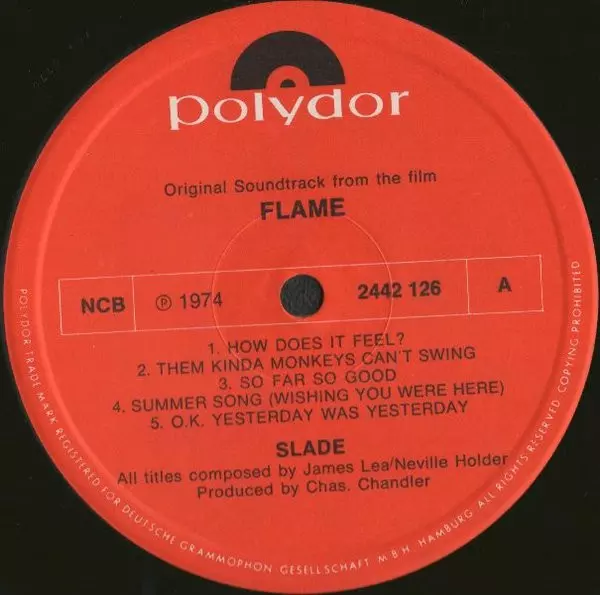 polydor
Original Soundtrack from the film
FLAME
NCB
℗ 1974
2442 126
A
1. HOW DOES IT FEEL?
2. THEM KINDA MONKEYS CAN'T SWING
3. SO FAR SO GOOD
4. SUMMER SONG (WISHING YOU WERE HERE)
5. O.K. YESTERDAY WAS YESTERDAY
SLADE
All titles composed by James Lea/Neville Holder
Produced by Chas. Chandler
POLYDOR TRADE MARK REGISTERED FOR DEUTSCHE GRAMMOPHON GESELLSCHAFT M.B.H. HAMBURG ALL RIGHTS RESERVED COPYING PROHIBITED